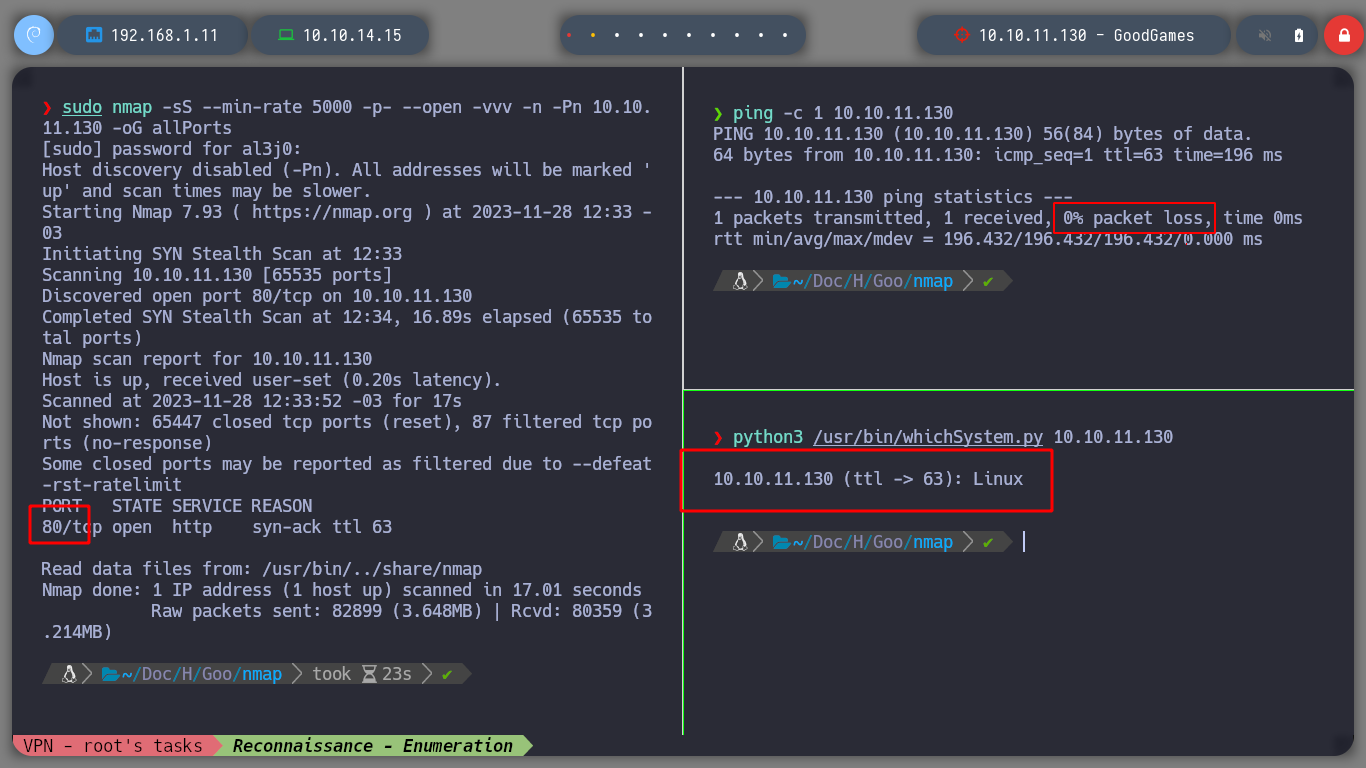 192.168.1.11
10.10.14.15
10.10.11.130 - GoodGames
❯ sudo nmap -sS --min-rate 5000 -p- --open -vvv -n -Pn 10.10.
11.130 -oG allPorts
[sudo] password for al3j0:
Host discovery disabled (-Pn). All addresses will be marked '
up' and scan times may be slower.
Starting Nmap 7.93 ( https://nmap.org ) at 2023-11-28 12:33 -
03
Initiating SYN Stealth Scan at 12:33
Scanning 10.10.11.130 [65535 ports]
Discovered open port 80/tcp on 10.10.11.130
Completed SYN Stealth Scan at 12:34, 16.89s elapsed (65535 to
tal ports)
Nmap scan report for 10.10.11.130
Host is up, received user-set (0.20s latency).
Scanned at 2023-11-28 12:33:52 -03 for 17s
Not shown: 65447 closed tcp ports (reset), 87 filtered tcp po
rts (no-response)
Some closed ports may be reported as filtered due to --defeat
-rst-ratelimit
PORT   STATE SERVICE REASON
80/tcp open  http    syn-ack ttl 63
Read data files from: /usr/bin/../share/nmap
Nmap done: 1 IP address (1 host up) scanned in 17.01 seconds
Raw packets sent: 82899 (3.648MB) | Rcvd: 80359 (3
.214MB)
~/Doc/H/Goo/nmap took 23s ✔
❯ ping -c 1 10.10.11.130
PING 10.10.11.130 (10.10.11.130) 56(84) bytes of data.
64 bytes from 10.10.11.130: icmp_seq=1 ttl=63 time=196 ms
--- 10.10.11.130 ping statistics ---
1 packets transmitted, 1 received, 0% packet loss, time 0ms
rtt min/avg/max/mdev = 196.432/196.432/196.432/0.000 ms
~/Doc/H/Goo/nmap ✔
❯ python3 /usr/bin/whichSystem.py 10.10.11.130
10.10.11.130 (ttl -> 63): Linux
~/Doc/H/Goo/nmap ✔
VPN - root's tasks
Reconnaissance - Enumeration